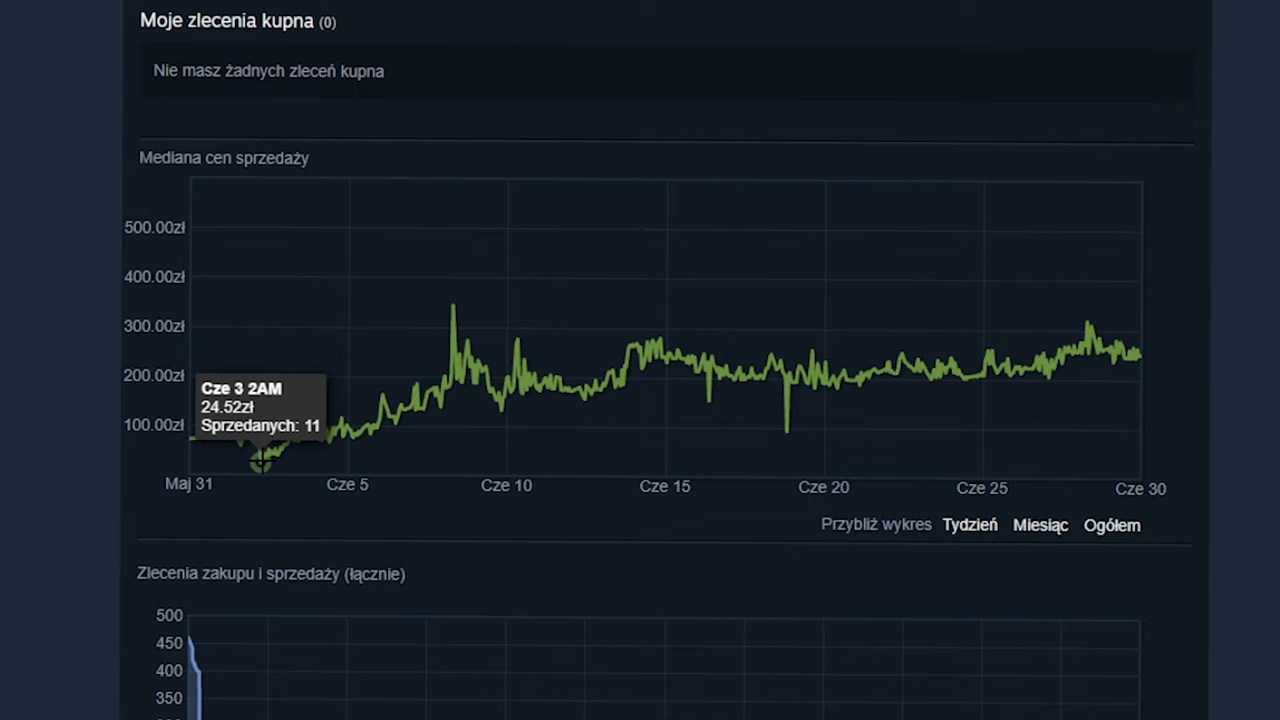 Moje zlecenia kupna (0)
Nie masz żadnych zleceń kupna
Mediana cen sprzedaży
500.00zł
400.00zł
300.00zł
200.00zł
100.00zł
Cze 3 2AM
24.52zł
Sprzedanych: 11
Maj 31 Cze 5 Cze 10 Cze 15 Cze 20 Cze 25 Cze 30
Przybliż wykres Tydzień Miesiąc Ogółem
Zlecenia zakupu i sprzedaży (łącznie)
500
450
400
350